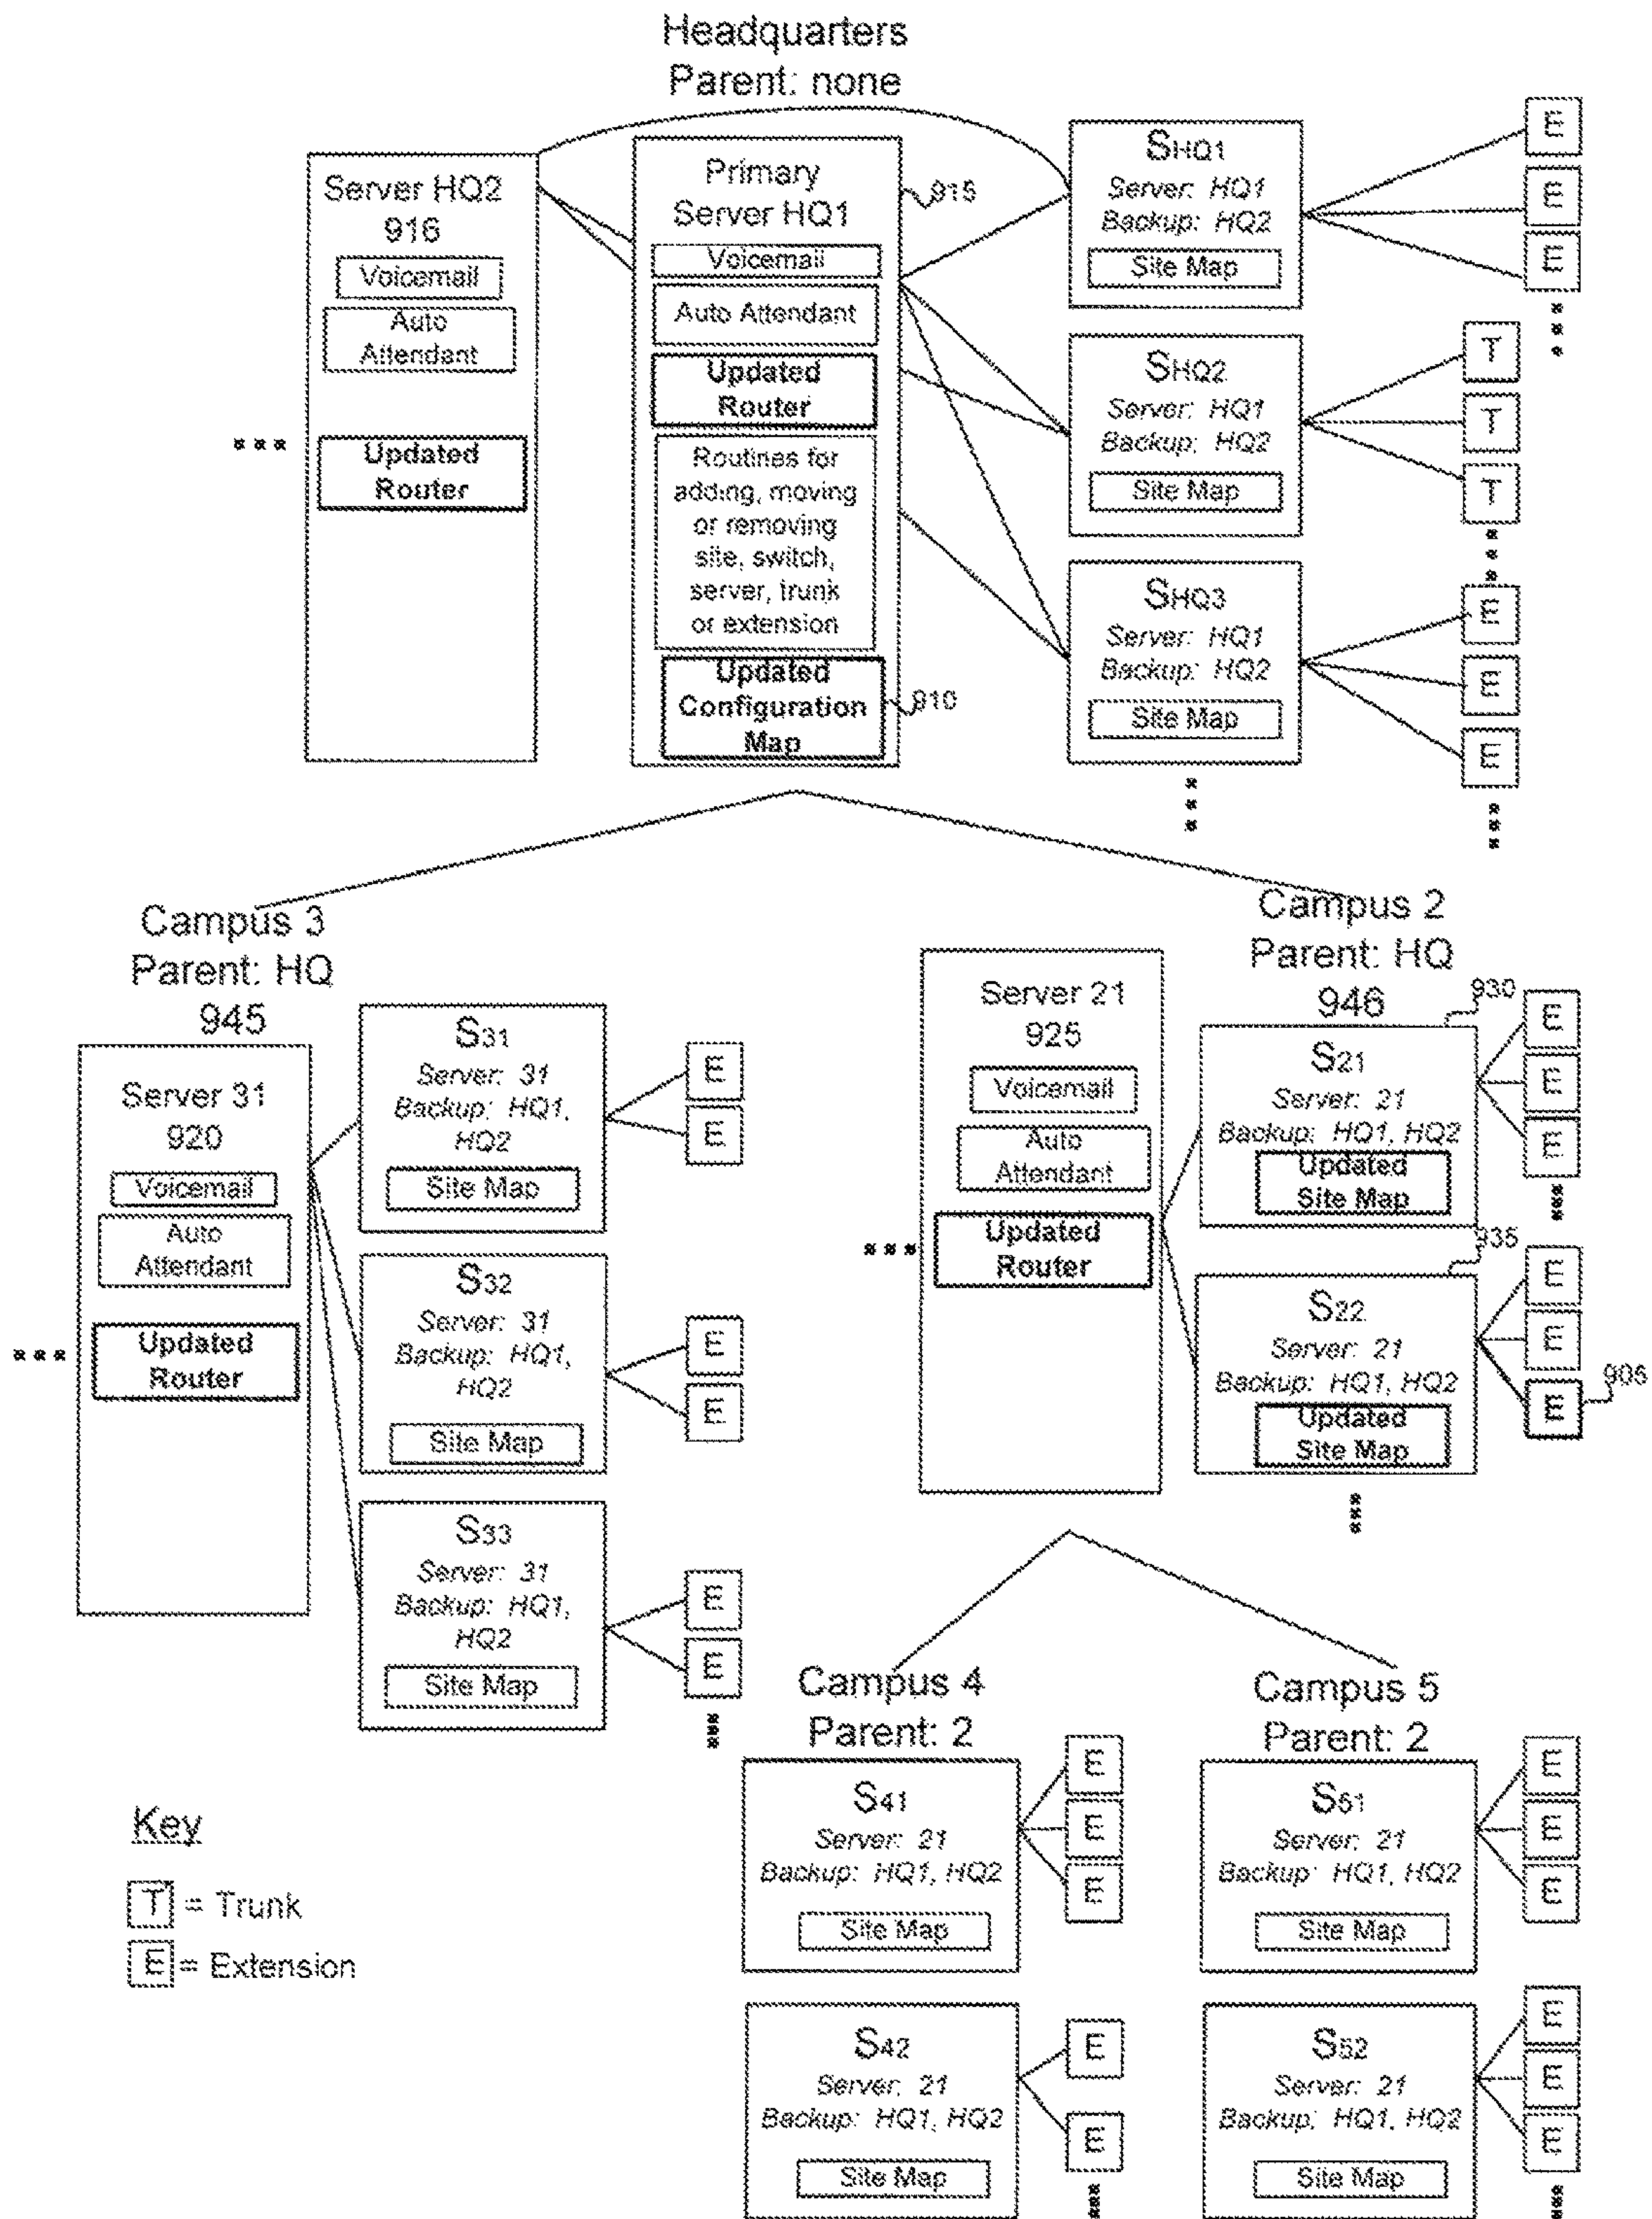 Headquarters
Parent: none
Server HQ2
916
Voicemail
Auto
Attendant
Updated
Router
Primary
Server HQ1
915
Voicemail
Auto Attendant
Updated
Router
Routines for
adding, moving
or removing
site, switch,
server, trunk
or extension
Updated
Configuration
Map
910
SHQ1
Server: HQ1
Backup: HQ2
Site Map
E
E
E
SHQ2
Server: HQ1
Backup: HQ2
Site Map
T
T
T
SHQ3
Server: HQ1
Backup: HQ2
Site Map
E
E
E
Campus 3
Parent: HQ
945
Server 31
920
Voicemail
Auto
Attendant
Updated
Router
S31
Server: 31
Backup: HQ1,
HQ2
Site Map
E
E
S32
Server: 31
Backup: HQ1,
HQ2
Site Map
E
E
S33
Server: 31
Backup: HQ1,
HQ2
Site Map
E
E
Campus 2
Parent: HQ
946
Server 21
925
Voicemail
Auto
Attendant
Updated
Router
930
S21
Server: 21
Backup: HQ1, HQ2
Updated
Site Map
E
E
E
935
S22
Server: 21
Backup: HQ1, HQ2
Updated
Site Map
E
E
E
905
Campus 4
Parent: 2
S41
Server: 21
Backup: HQ1, HQ2
Site Map
E
E
E
S42
Server: 21
Backup: HQ1, HQ2
Site Map
E
E
Campus 5
Parent: 2
S51
Server: 21
Backup: HQ1, HQ2
Site Map
E
E
E
S52
Server: 21
Backup: HQ1, HQ2
Site Map
E
E
E
Key
T = Trunk
E = Extension